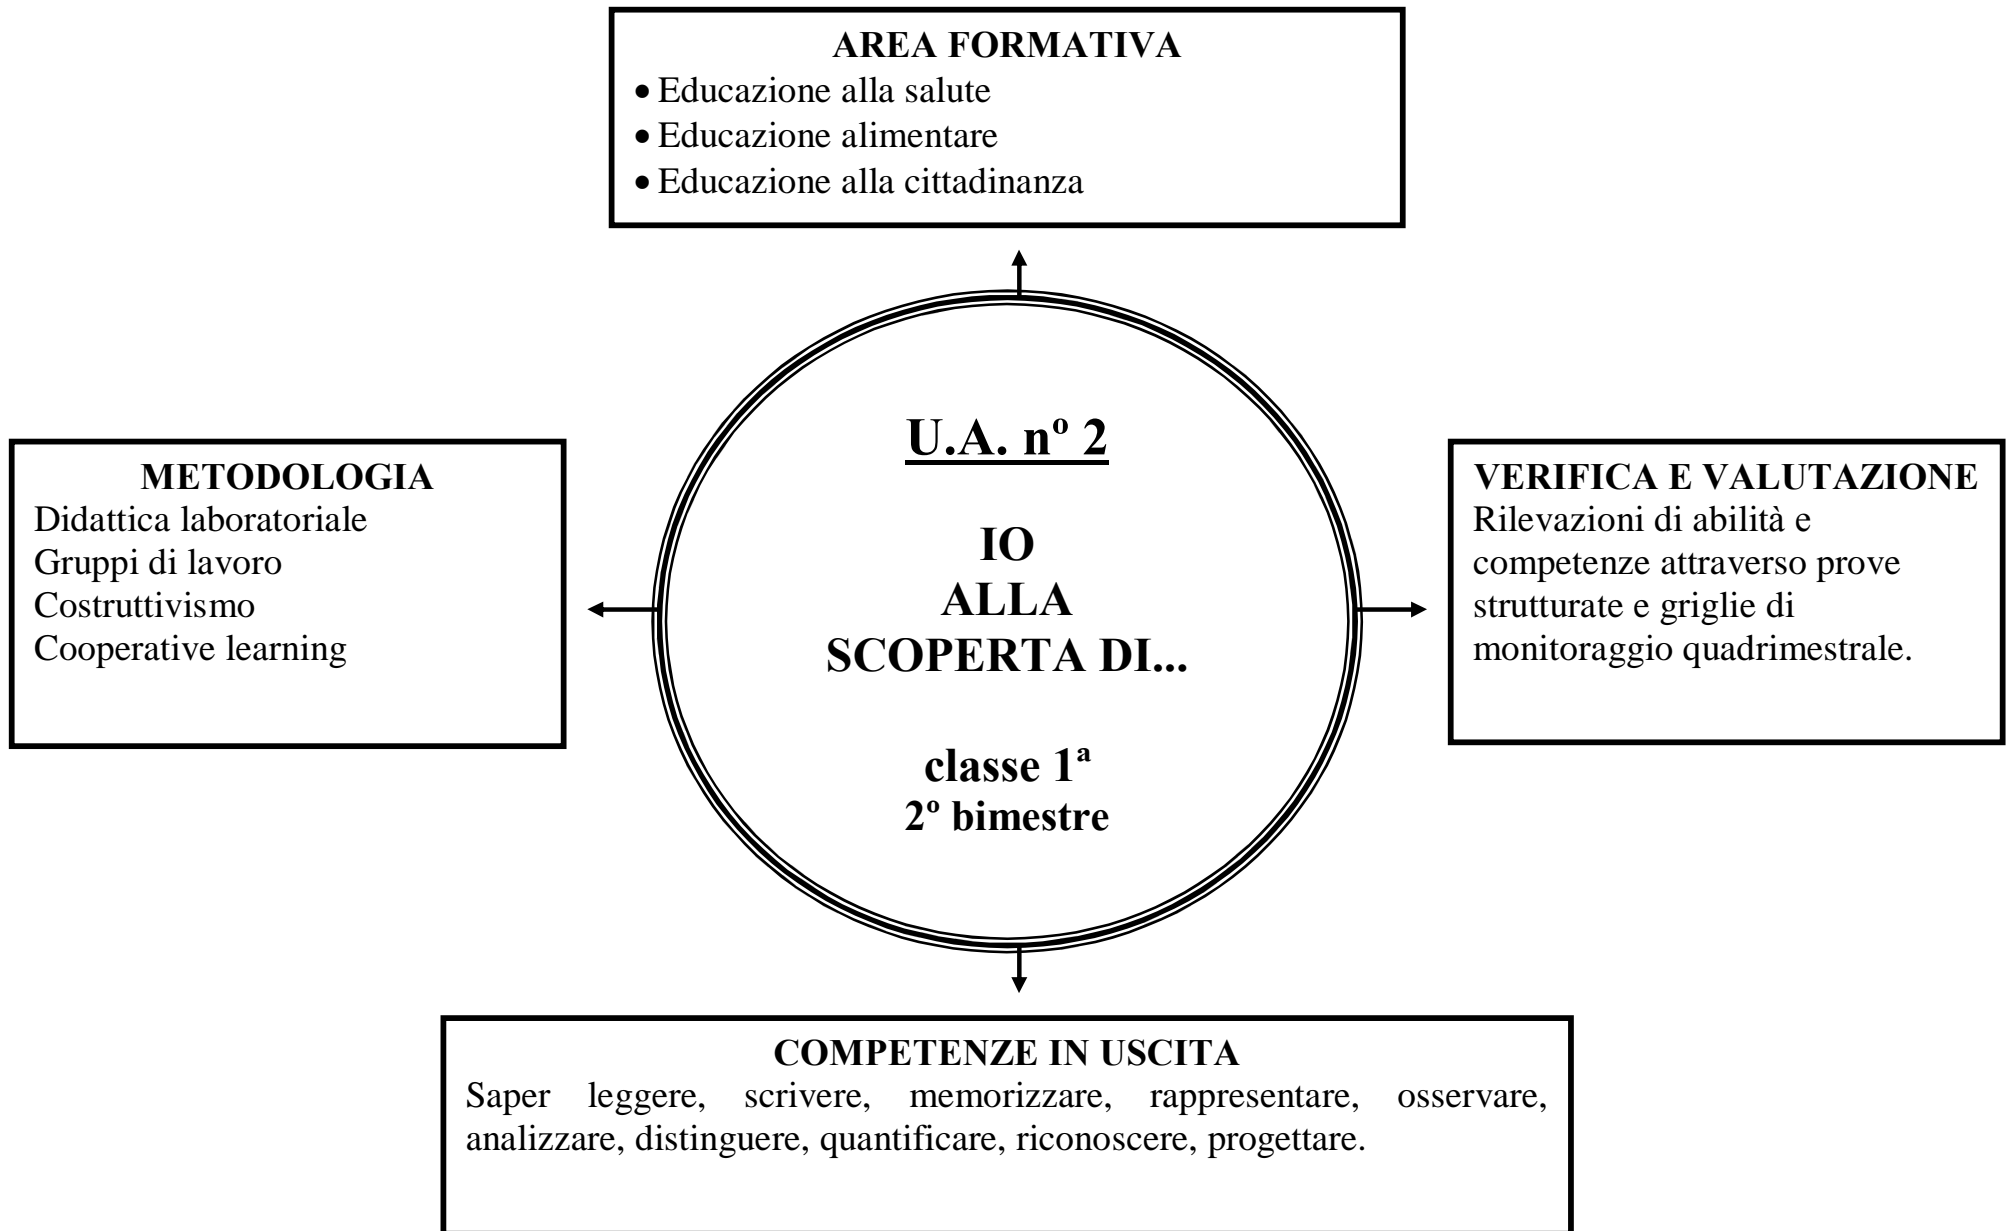 AREA FORMATIVA
• Educazione alla salute
• Educazione alimentare
• Educazione alla cittadinanza
METODOLOGIA
Didattica laboratoriale
Gruppi di lavoro
Costruttivismo
Cooperative learning
U.A. nº 2
IO
ALLA
SCOPERTA DI...
classe 1ª
2º bimestre
VERIFICA E VALUTAZIONE
Rilevazioni di abilità e
competenze attraverso prove
strutturate e griglie di
monitoraggio quadrimestrale.
COMPETENZE IN USCITA
Saper leggere, scrivere, memorizzare, rappresentare, osservare,
analizzare, distinguere, quantificare, riconoscere, progettare.